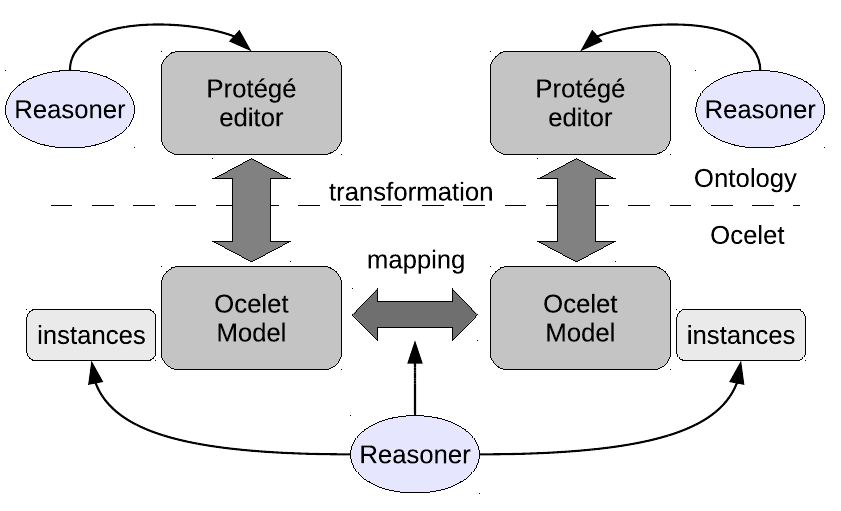 Reasoner
Protégé
editor
Protégé
editor
Reasoner
transformation
Ontology
Ocelet
mapping
instances
Ocelet
Model
Ocelet
Model
instances
Reasoner